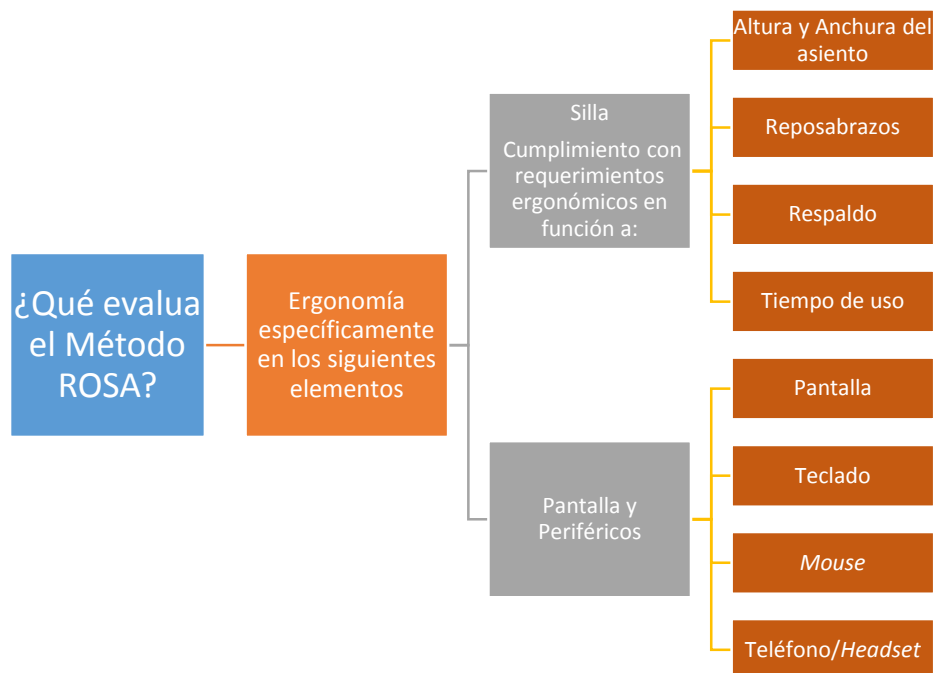 ¿Qué evalua
el Método
ROSA?
Ergonomía
específicamente
en los siguientes
elementos
Silla
Cumplimiento con
requerimientos
ergonómicos en
función a:
Altura y Anchura del
asiento
Reposabrazos
Respaldo
Tiempo de uso
Pantalla y
Periféricos
Pantalla
Teclado
Mouse
Teléfono/Headset